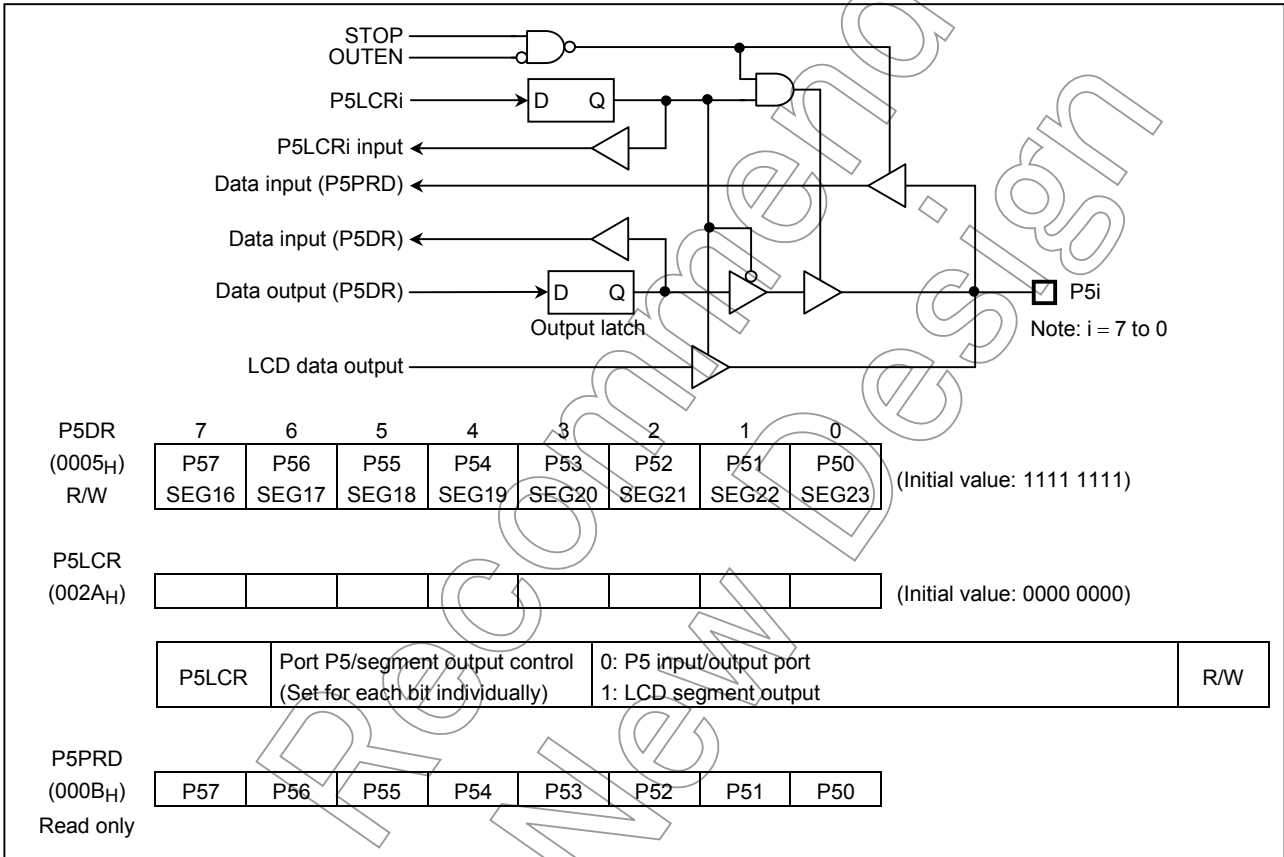 STOP
OUTEN
P5LCRi
D Q
P5LCRi input
Data input (P5PRD)
Data input (P5DR)
Data output (P5DR)
D Q
Output latch
P5i
Note: i = 7 to 0
LCD data output
P5DR
(0005H)
R/W
7 6 5 4 3 2 1 0
P57 P56 P55 P54 P53 P52 P51 P50
SEG16 SEG17 SEG18 SEG19 SEG20 SEG21 SEG22 SEG23
(Initial value: 1111 1111)
P5LCR
(002AH)
(Initial value: 0000 0000)
P5LCR
Port P5/segment output control
(Set for each bit individually)
0: P5 input/output port
1: LCD segment output
R/W
P5PRD
(000BH)
Read only
P57 P56 P55 P54 P53 P52 P51 P50
Recommend
New Design